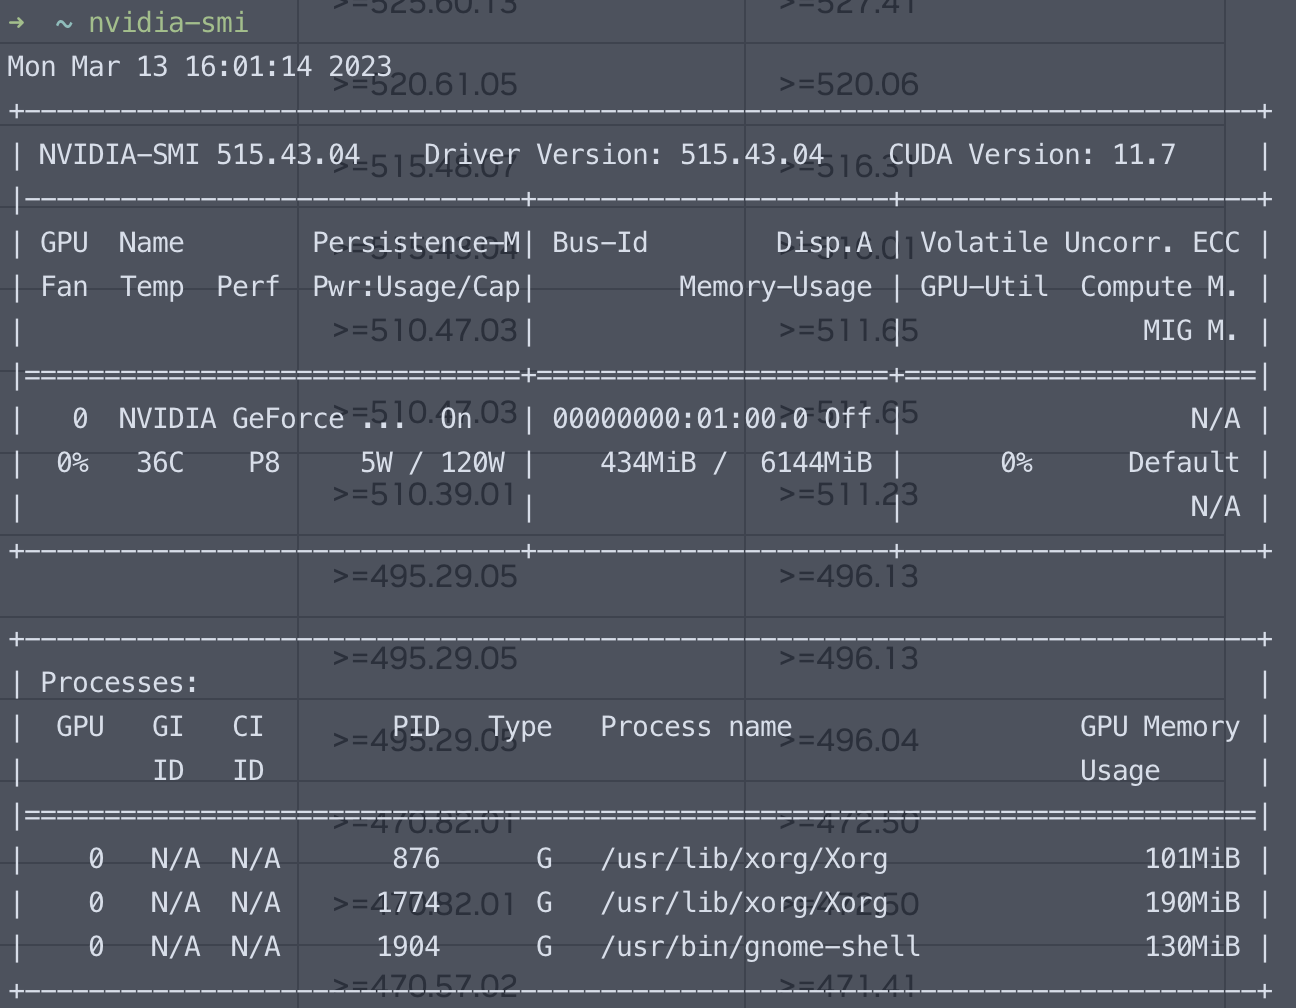 ➜  ~ nvidia-smi
>=525.60.13 >=527.41
Mon Mar 13 16:01:14 2023
>=520.61.05 >=520.06
+-----------------------------------------------------------------------------+
| NVIDIA-SMI 515.43.04    Driver Version: 515.43.04    CUDA Version: 11.7     |
>=515.48.07 >=516.31
|-------------------------------+----------------------+----------------------+
| GPU  Name        Persistence-M| Bus-Id        Disp.A | Volatile Uncorr. ECC |
>=515.43.04 >=516.01
| Fan  Temp  Perf  Pwr:Usage/Cap|         Memory-Usage | GPU-Util  Compute M. |
|                               |                      |               MIG M. |
>=510.47.03 >=511.65
|===============================+======================+======================|
|   0  NVIDIA GeForce ...  On   | 00000000:01:00.0 Off |                  N/A |
>=510.47.03 >=511.65
|  0%   36C    P8     5W / 120W |    434MiB /  6144MiB |      0%      Default |
>=510.39.01 >=511.23
|                               |                      |                  N/A |
+-------------------------------+----------------------+----------------------+
>=495.29.05 >=496.13
+-----------------------------------------------------------------------------+
>=495.29.05 >=496.13
| Processes:                                                                  |
|  GPU   GI   CI        PID   Type   Process name                  GPU Memory |
>=495.29.05 >=496.04
|        ID   ID                                                   Usage      |
|=============================================================================|
>=470.82.01 >=472.50
|    0   N/A  N/A       876      G   /usr/lib/xorg/Xorg                101MiB |
|    0   N/A  N/A      1774      G   /usr/lib/xorg/Xorg                190MiB |
>=470.82.01 >=472.50
|    0   N/A  N/A      1904      G   /usr/bin/gnome-shell              130MiB |
+-----------------------------------------------------------------------------+
>=470.57.02 >=471.41